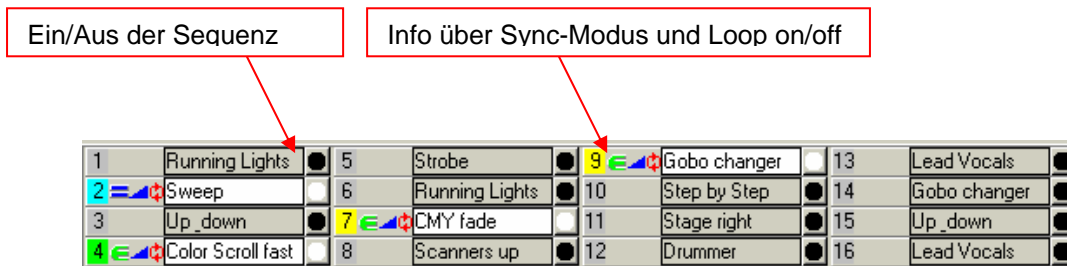 Ein/Aus der Sequenz
Info über Sync-Modus und Loop on/off
1 Running Lights 5 Strobe 9 Gobo changer 13 Lead Vocals
2 Sweep 6 Running Lights 10 Step by Step 14 Gobo changer
3 Up_down 7 CMY fade 11 Stage right 15 Up_down
4 Color Scroll fast 8 Scanners up 12 Drummer 16 Lead Vocals